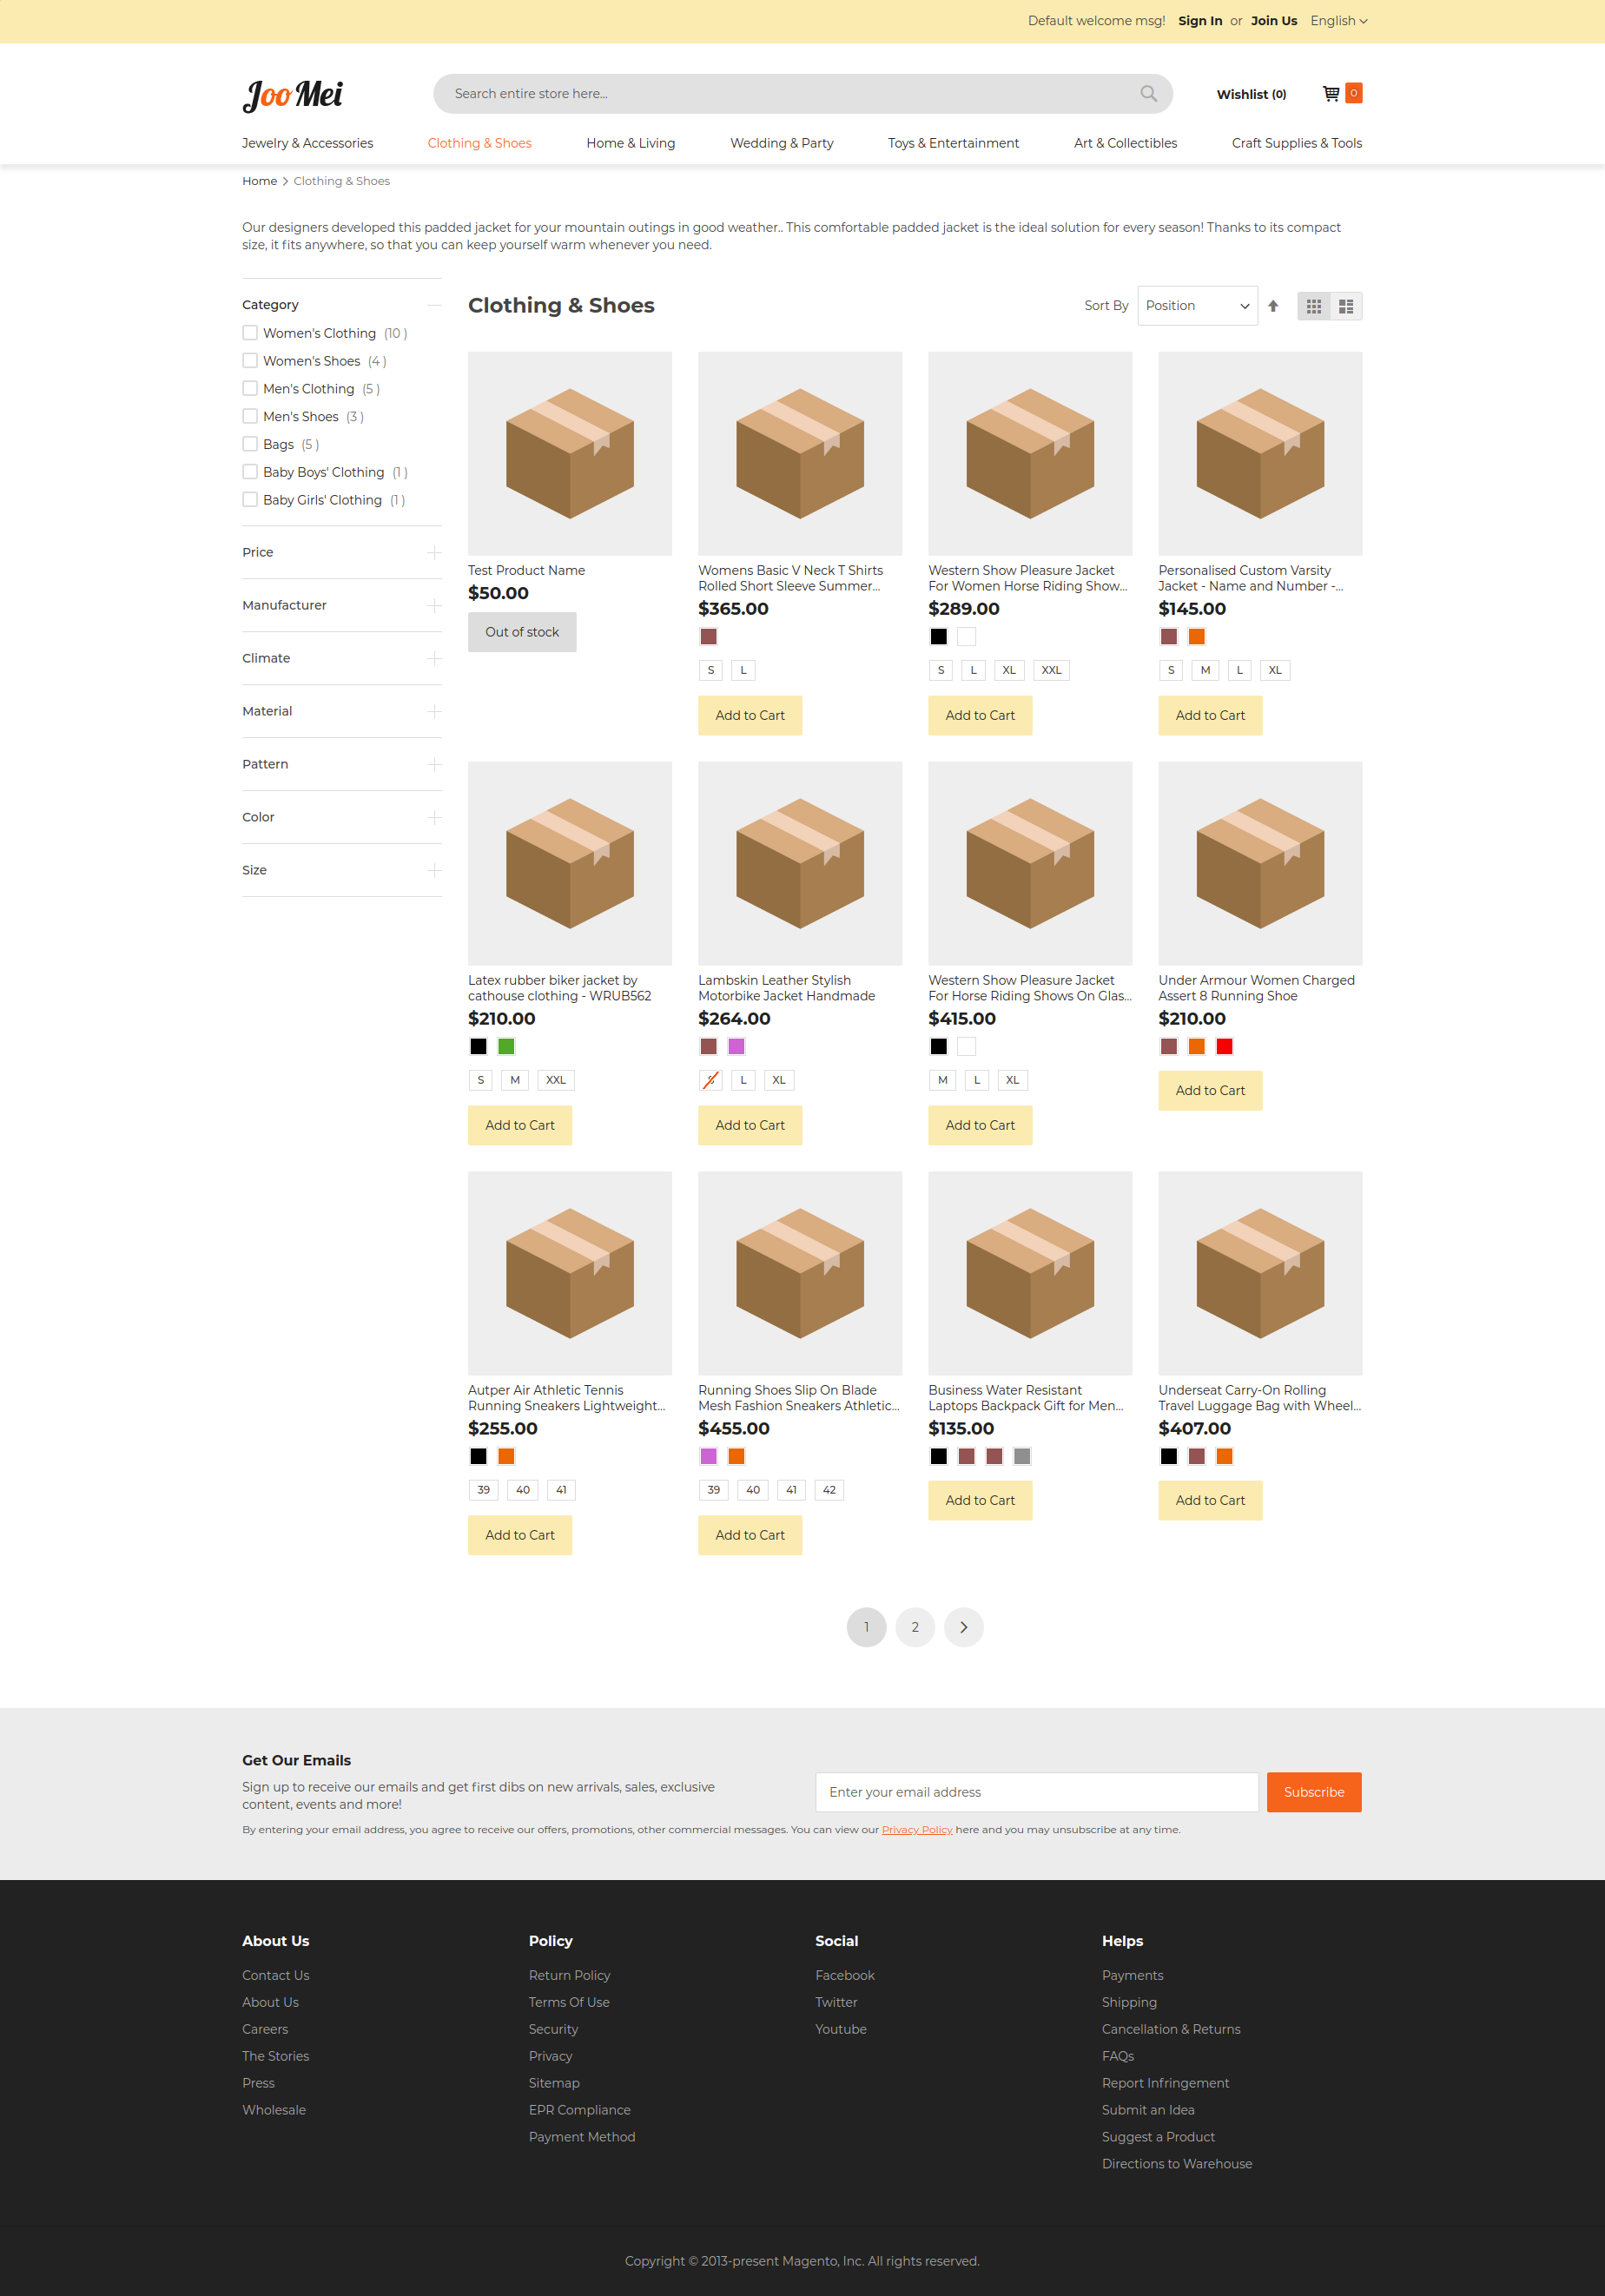 Default welcome msg! Sign In or Join Us English
Joo Mei
Search entire store here...
Wishlist (0)
0
Jewelry & Accessories
Clothing & Shoes
Home & Living
Wedding & Party
Toys & Entertainment
Art & Collectibles
Craft Supplies & Tools
Home > Clothing & Shoes
Our designers developed this padded jacket for your mountain outings in good weather.. This comfortable padded jacket is the ideal solution for every season! Thanks to its compact
size, it fits anywhere, so that you can keep yourself warm whenever you need.
Category
Women's Clothing (10 )
Women's Shoes (4 )
Men's Clothing (5 )
Men's Shoes (3 )
Bags (5 )
Baby Boys' Clothing (1 )
Baby Girls' Clothing (1 )
Price
Manufacturer
Climate
Material
Pattern
Color
Size
Clothing & Shoes
Sort By
Position
Test Product Name
$50.00
Out of stock
Womens Basic V Neck T Shirts
Rolled Short Sleeve Summer...
$365.00
S L
Add to Cart
Western Show Pleasure Jacket
For Women Horse Riding Show...
$289.00
S L XL XXL
Add to Cart
Personalised Custom Varsity
Jacket - Name and Number -...
$145.00
S M L XL
Add to Cart
Latex rubber biker jacket by
cathouse clothing - WRUB562
$210.00
S M XXL
Add to Cart
Lambskin Leather Stylish
Motorbike Jacket Handmade
$264.00
S L XL
Add to Cart
Western Show Pleasure Jacket
For Horse Riding Shows On Glas...
$415.00
M L XL
Add to Cart
Under Armour Women Charged
Assert 8 Running Shoe
$210.00
Add to Cart
Autper Air Athletic Tennis
Running Sneakers Lightweight...
$255.00
39 40 41
Add to Cart
Running Shoes Slip On Blade
Mesh Fashion Sneakers Athletic...
$455.00
39 40 41 42
Add to Cart
Business Water Resistant
Laptops Backpack Gift for Men...
$135.00
Add to Cart
Underseat Carry-On Rolling
Travel Luggage Bag with Wheel...
$407.00
Add to Cart
1 2
Get Our Emails
Sign up to receive our emails and get first dibs on new arrivals, sales, exclusive
content, events and more!
Enter your email address
Subscribe
By entering your email address, you agree to receive our offers, promotions, other commercial messages. You can view our Privacy Policy here and you may unsubscribe at any time.
About Us
Contact Us
About Us
Careers
The Stories
Press
Wholesale
Policy
Return Policy
Terms Of Use
Security
Privacy
Sitemap
EPR Compliance
Payment Method
Social
Facebook
Twitter
Youtube
Helps
Payments
Shipping
Cancellation & Returns
FAQs
Report Infringement
Submit an Idea
Suggest a Product
Directions to Warehouse
Copyright © 2013-present Magento, Inc. All rights reserved.